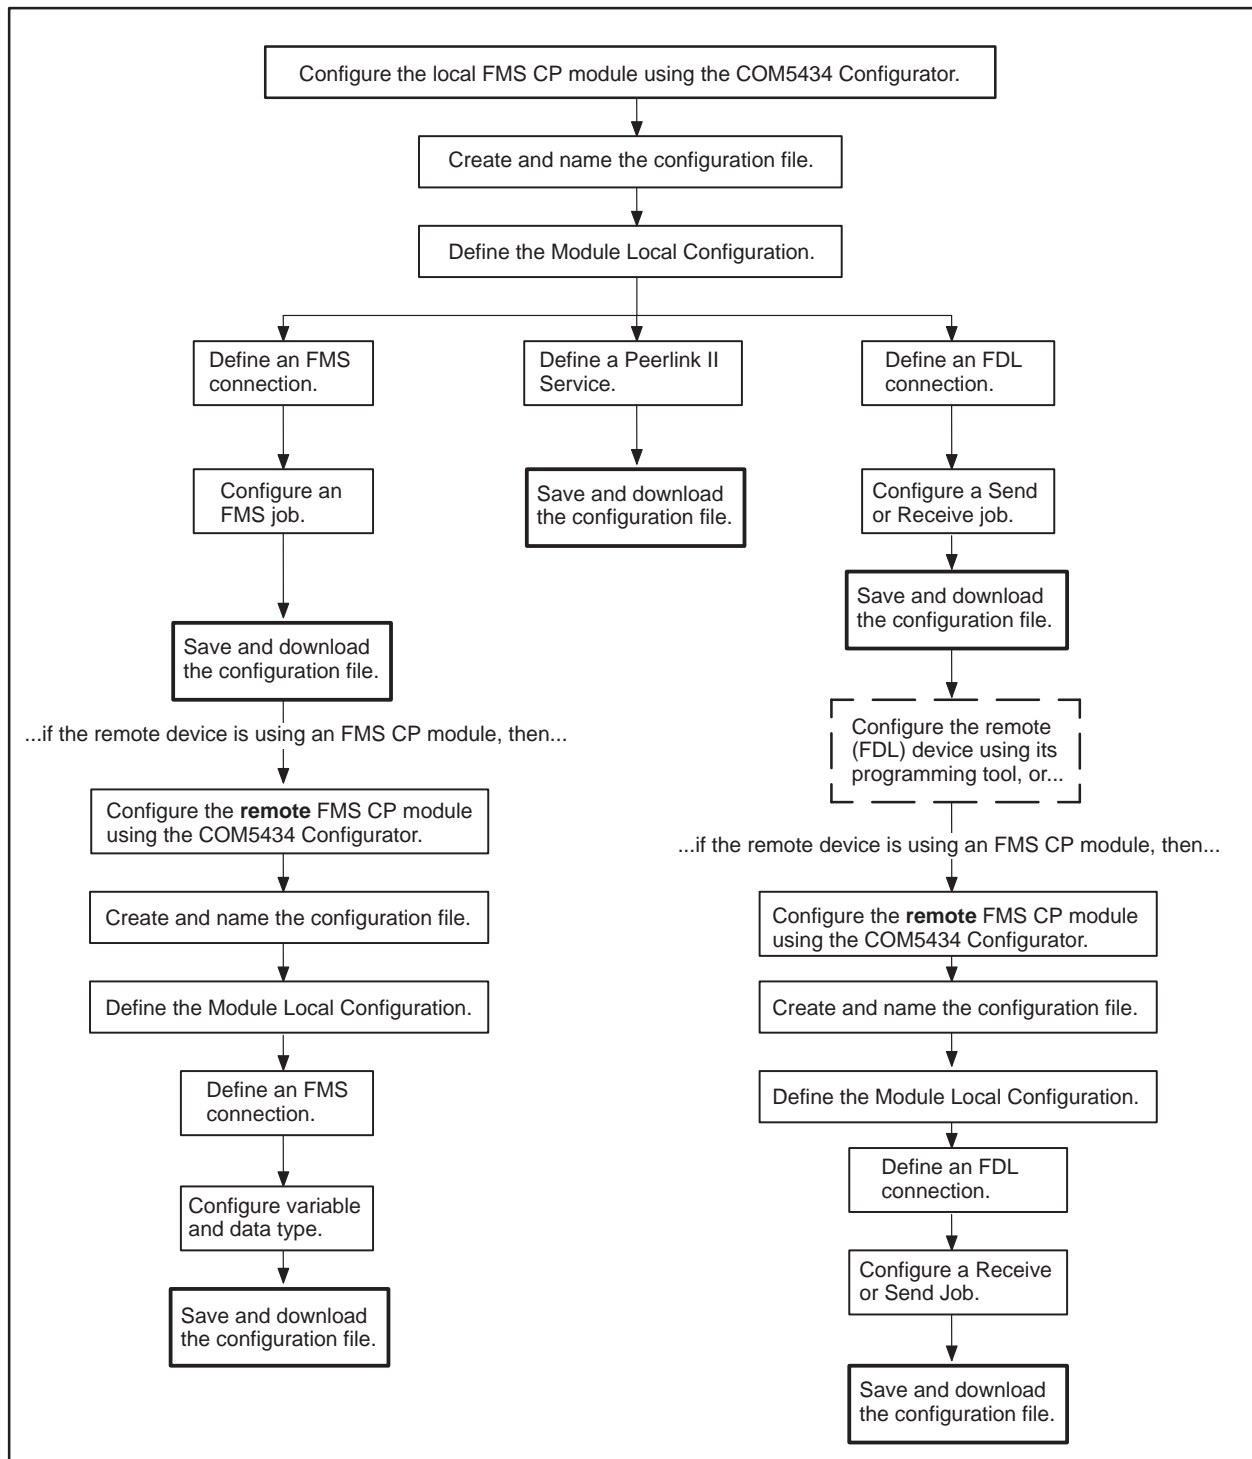 Configure the local FMS CP module using the COM5434 Configurator.
Create and name the configuration file.
Define the Module Local Configuration.
Define an FMS
connection.
Configure an
FMS job.
Save and download
the configuration file.
...if the remote device is using an FMS CP module, then...
Configure the remote FMS CP module
using the COM5434 Configurator.
Create and name the configuration file.
Define the Module Local Configuration.
Define an FMS
connection.
Configure variable
and data type.
Save and download
the configuration file.
Define a Peerlink II
Service.
Save and download
the configuration file.
Define an FDL
connection.
Configure a Send
or Receive job.
Save and download
the configuration file.
Configure the remote
(FDL) device using its
programming tool, or...
...if the remote device is using an FMS CP module, then...
Configure the remote FMS CP module
using the COM5434 Configurator.
Create and name the configuration file.
Define the Module Local Configuration.
Define an FDL
connection.
Configure a Receive
or Send Job.
Save and download
the configuration file.